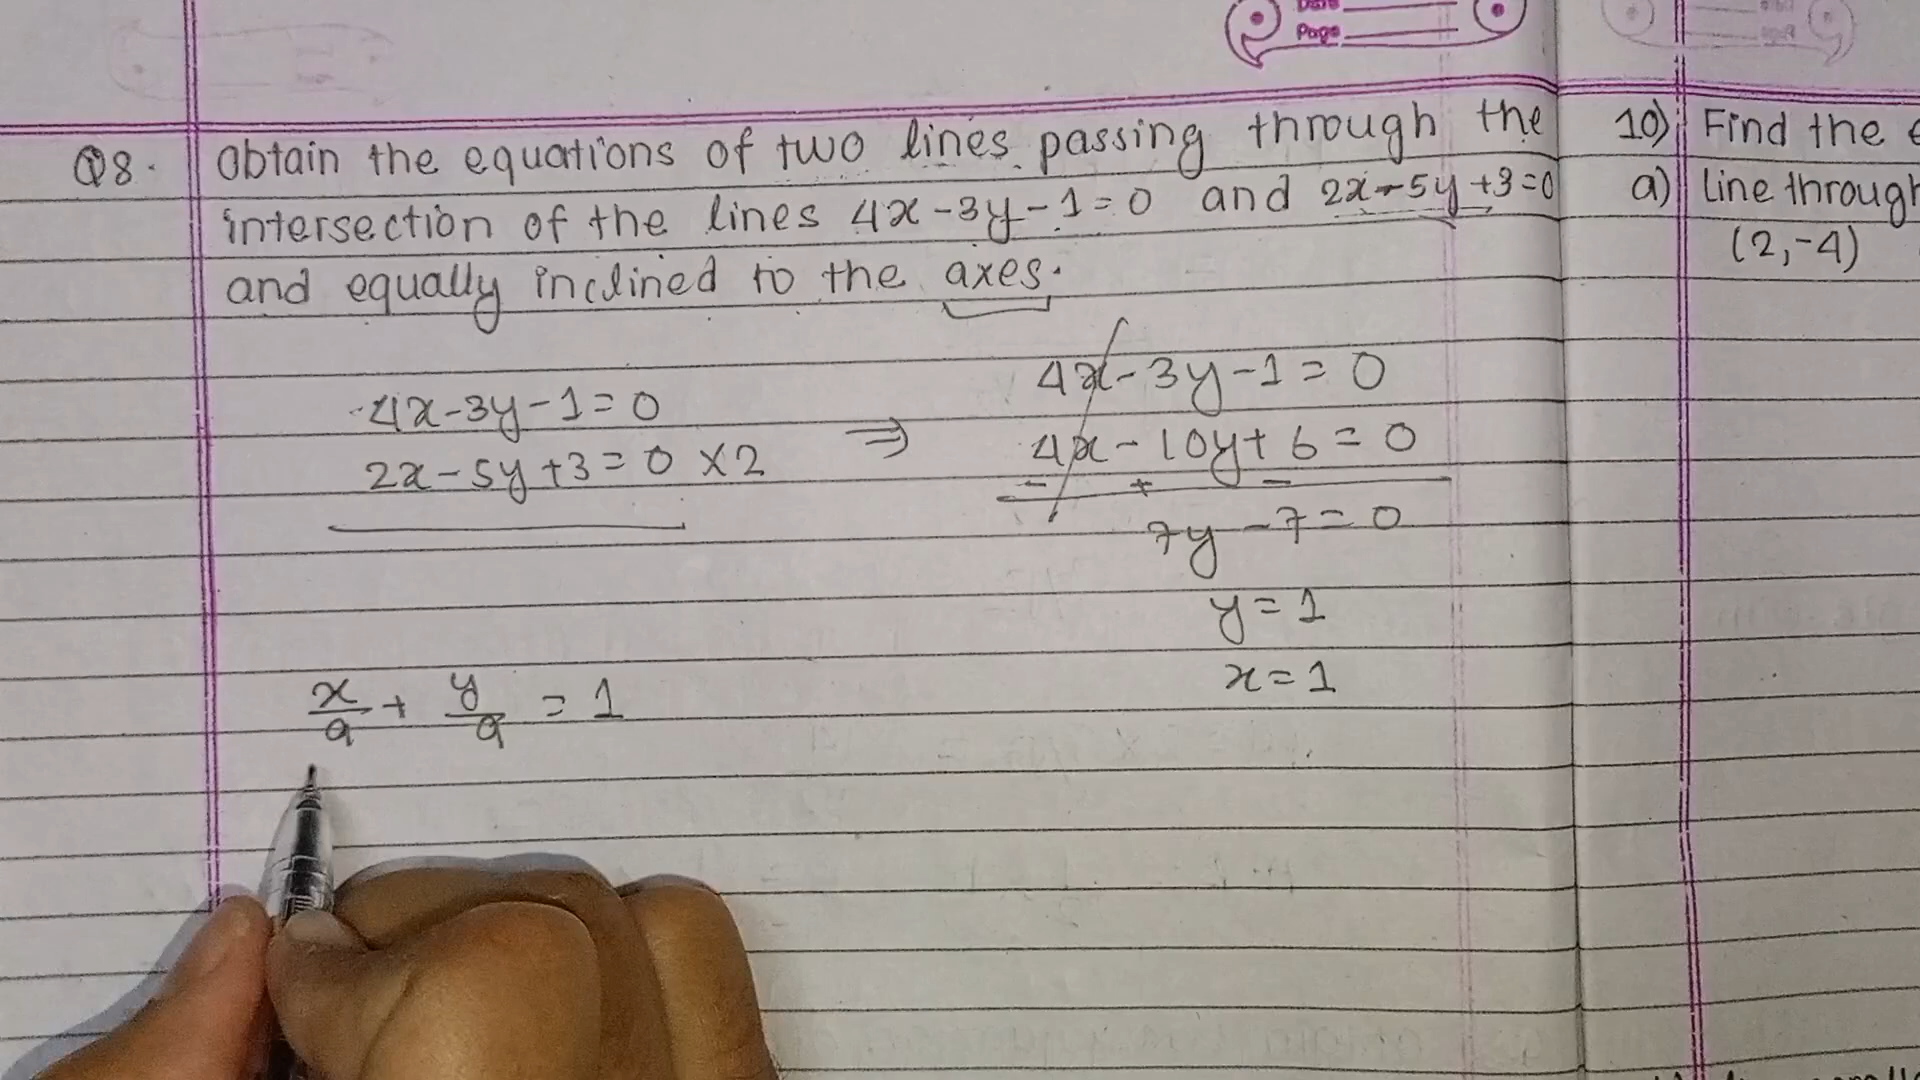 Date
Page
Q8. Obtain the equations of two lines passing through the
intersection of the lines 4x-3y-1=0 and 2x-5y+3=0
and equally inclined to the axes.
4x-3y-1=0
2x-5y+3=0 ×2
⇒
4x-3y-1=0
4x-10y+6=0
- + -
7y-7=0
y=1
x=1
x/a + y/a = 1
10) Find the
a) line through
(2,-4)